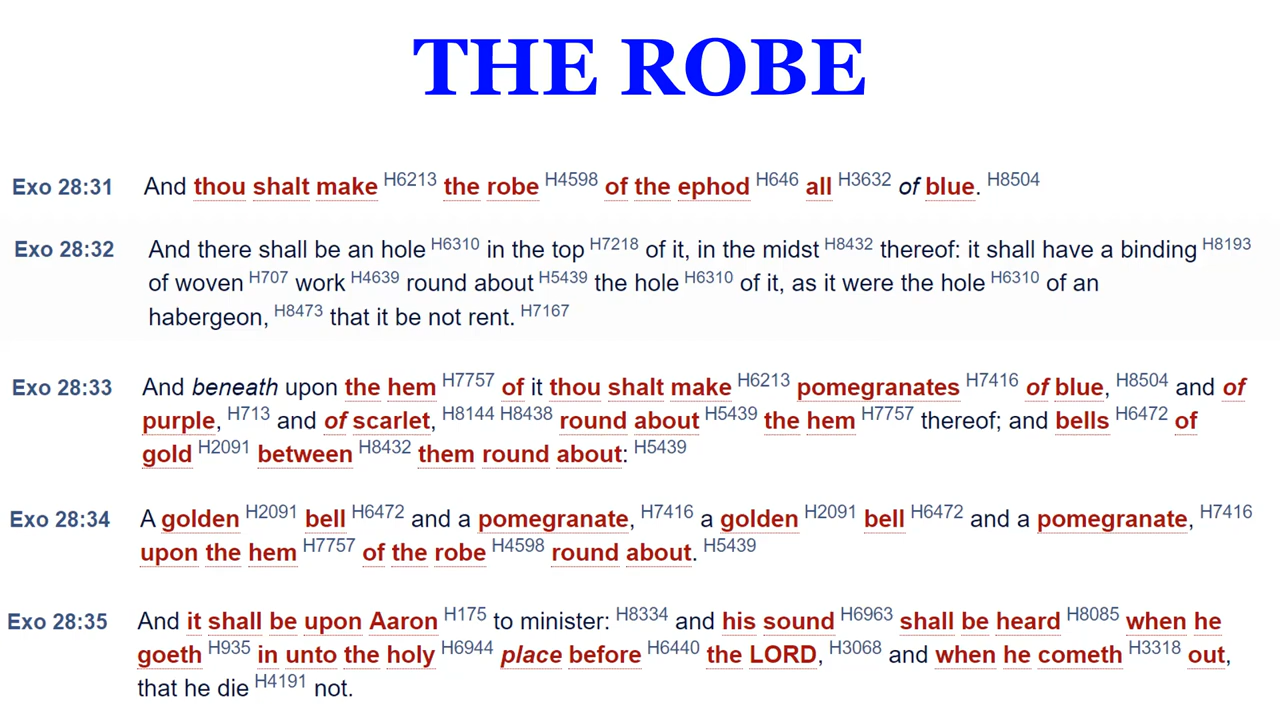 THE ROBE
Exo 28:31 And thou shalt make H6213 the robe H4598 of the ephod H646 all H3632 of blue. H8504
Exo 28:32 And there shall be an hole H6310 in the top H7218 of it, in the midst H8432 thereof: it shall have a binding H8193
of woven H707 work H4639 round about H5439 the hole H6310 of it, as it were the hole H6310 of an
habergeon, H8473 that it be not rent. H7167
Exo 28:33 And beneath upon the hem H7757 of it thou shalt make H6213 pomegranates H7416 of blue, H8504 and of
purple, H713 and of scarlet, H8144 H8438 round about H5439 the hem H7757 thereof; and bells H6472 of
gold H2091 between H8432 them round about: H5439
Exo 28:34 A golden H2091 bell H6472 and a pomegranate, H7416 a golden H2091 bell H6472 and a pomegranate, H7416
upon the hem H7757 of the robe H4598 round about. H5439
Exo 28:35 And it shall be upon Aaron H175 to minister: H8334 and his sound H6963 shall be heard H8085 when he
goeth H935 in unto the holy H6944 place before H6440 the LORD, H3068 and when he cometh H3318 out,
that he die H4191 not.